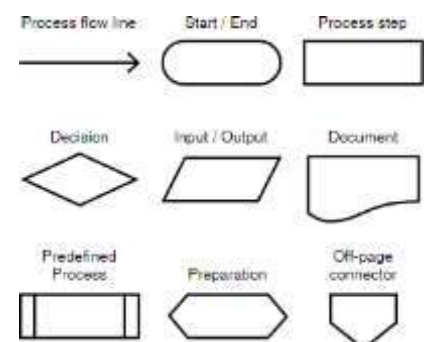 Process flow line
Start / End
Process step
Decision
Input / Output
Document
Predefined
Process
Preparation
Off-page
connector